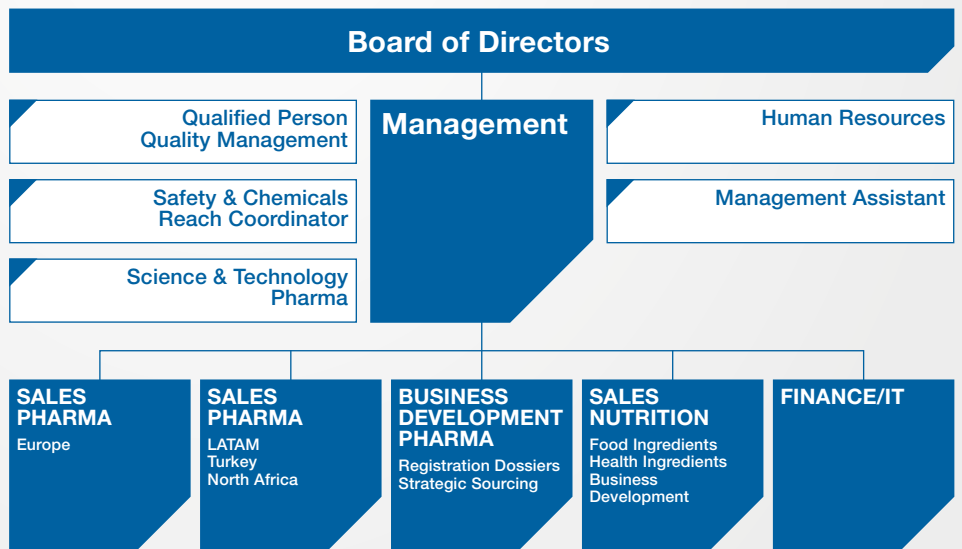 Board of Directors
Qualified Person
Quality Management
Safety & Chemicals
Reach Coordinator
Science & Technology
Pharma
Management
Human Resources
Management Assistant
SALES
PHARMA
Europe
SALES
PHARMA
LATAM
Turkey
North Africa
BUSINESS
DEVELOPMENT
PHARMA
Registration Dossiers
Strategic Sourcing
SALES
NUTRITION
Food Ingredients
Health Ingredients
Business
Development
FINANCE/IT